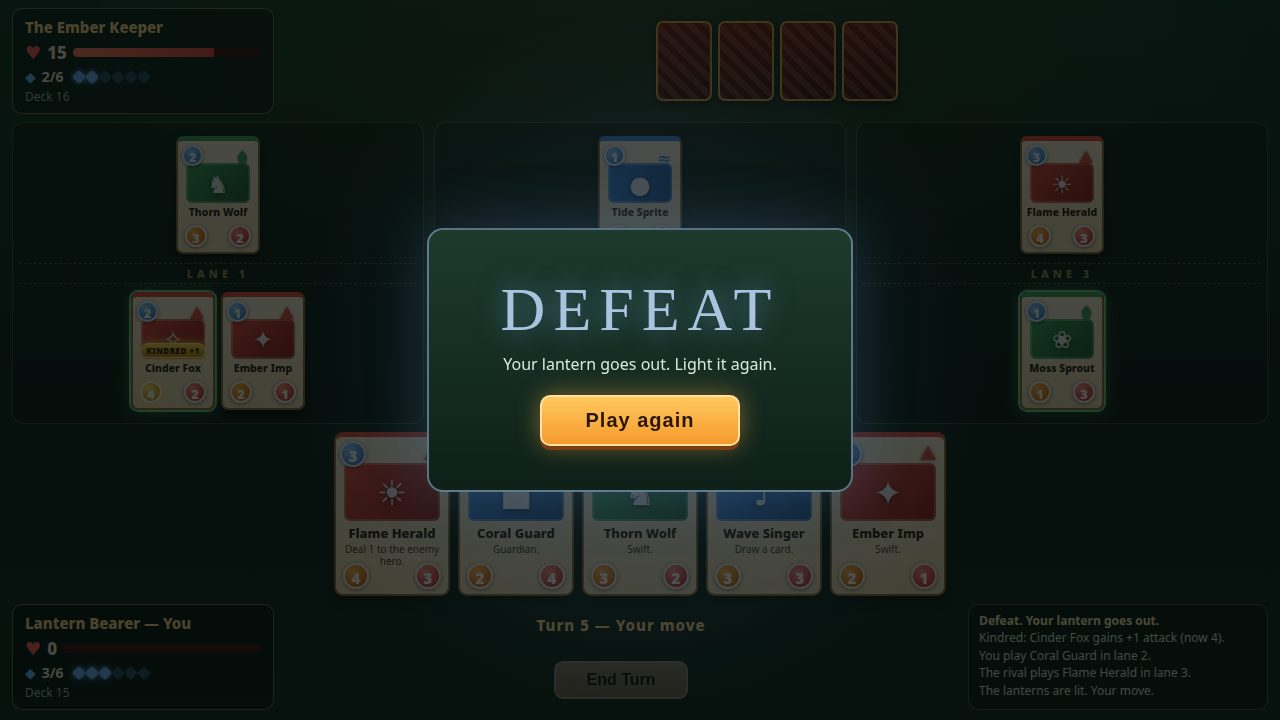 The Ember Keeper
♥ 15
◆ 2/6
Deck 16
2
Thorn Wolf
3 2
1
Tide Sprite
3
Flame Herald
4 3
LANE 1
LANE 3
2
KINDRED +1
Cinder Fox
4 2
1
Ember Imp
2 1
1
Moss Sprout
1 3
DEFEAT
Your lantern goes out. Light it again.
Play again
3
Flame Herald
Deal 1 to the enemy
hero.
4 3
Coral Guard
Guardian.
2 4
Thorn Wolf
Swift.
3 2
Wave Singer
Draw a card.
3 3
Ember Imp
Swift.
2 1
Lantern Bearer — You
♥ 0
◆ 3/6
Deck 15
Turn 5 — Your move
End Turn
Defeat. Your lantern goes out.
Kindred: Cinder Fox gains +1 attack (now 4).
You play Coral Guard in lane 2.
The rival plays Flame Herald in lane 3.
The lanterns are lit. Your move.